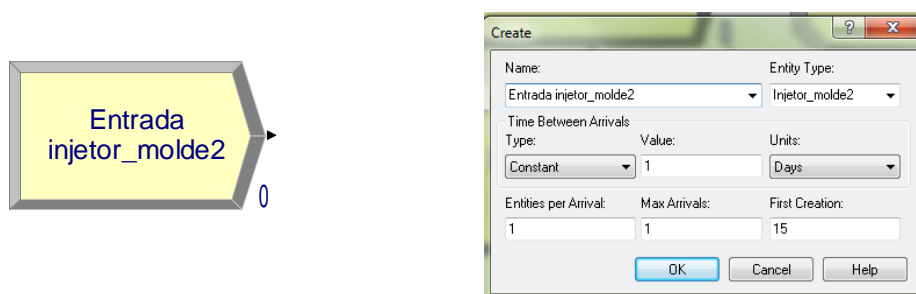 Entrada
injetor_molde2
0
Create
?
X
Name:
Entity Type:
Entrada injetor_molde2
Injetor_molde2
Time Between Arrivals
Type:
Value:
Units:
Constant
1
Days
Entities per Arrival:
Max Arrivals:
First Creation:
1
1
15
OK
Cancel
Help